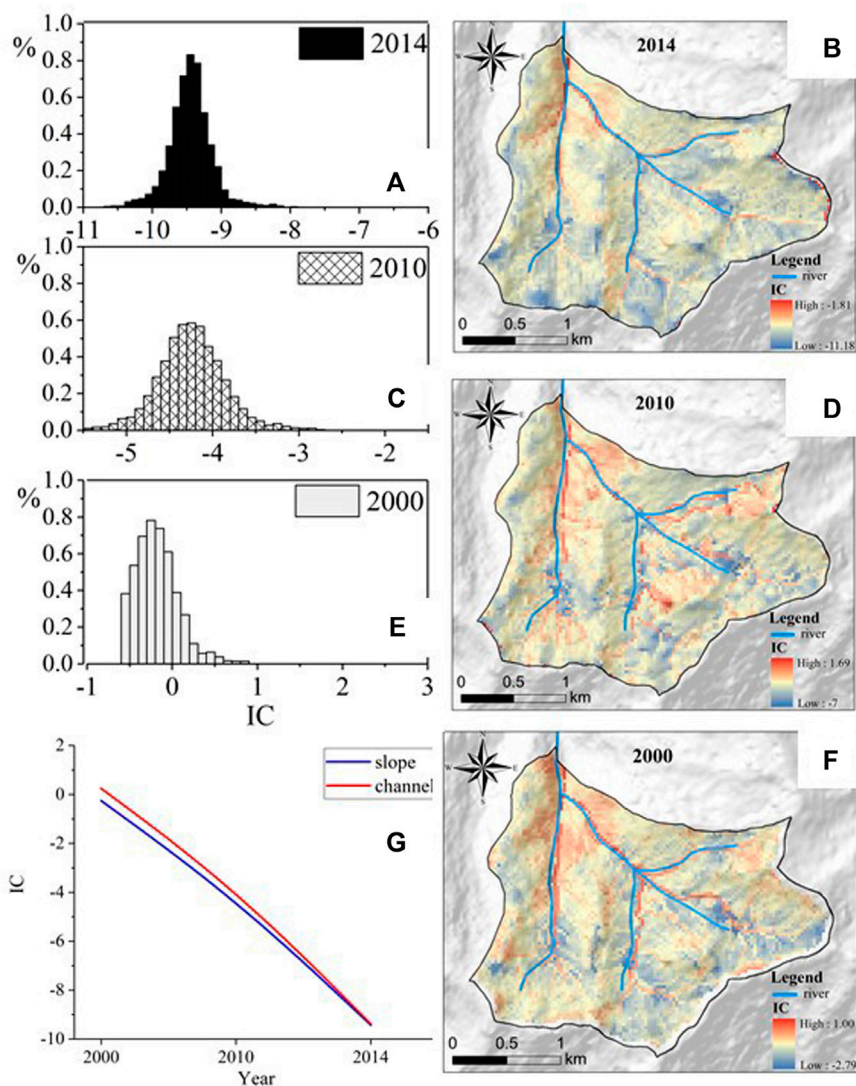 1.0
%
0.8
0.6
0.4
0.2
0.0
2014
A
-11 -10 -9 -8 -7 -6
1.0
%
0.8
0.6
0.4
0.2
0.0
2010
C
-5 -4 -3 -2
1.0
%
0.8
0.6
0.4
0.2
0.0
2000
E
-1 0 1 2 3
IC
2
0
-2
-4
-6
-8
-10
IC
slope
channel
G
2000 2010 2014
Year
2014
B
N
W E
S
Legend
river
IC
High : -1.81
Low : -11.18
0 0.5 1
km
2010
D
N
W E
S
Legend
river
IC
High : 1.69
Low : -7
0 0.5 1
km
2000
F
N
W E
S
Legend
river
IC
High : 1.00
Low : -2.79
0 0.5 1
km